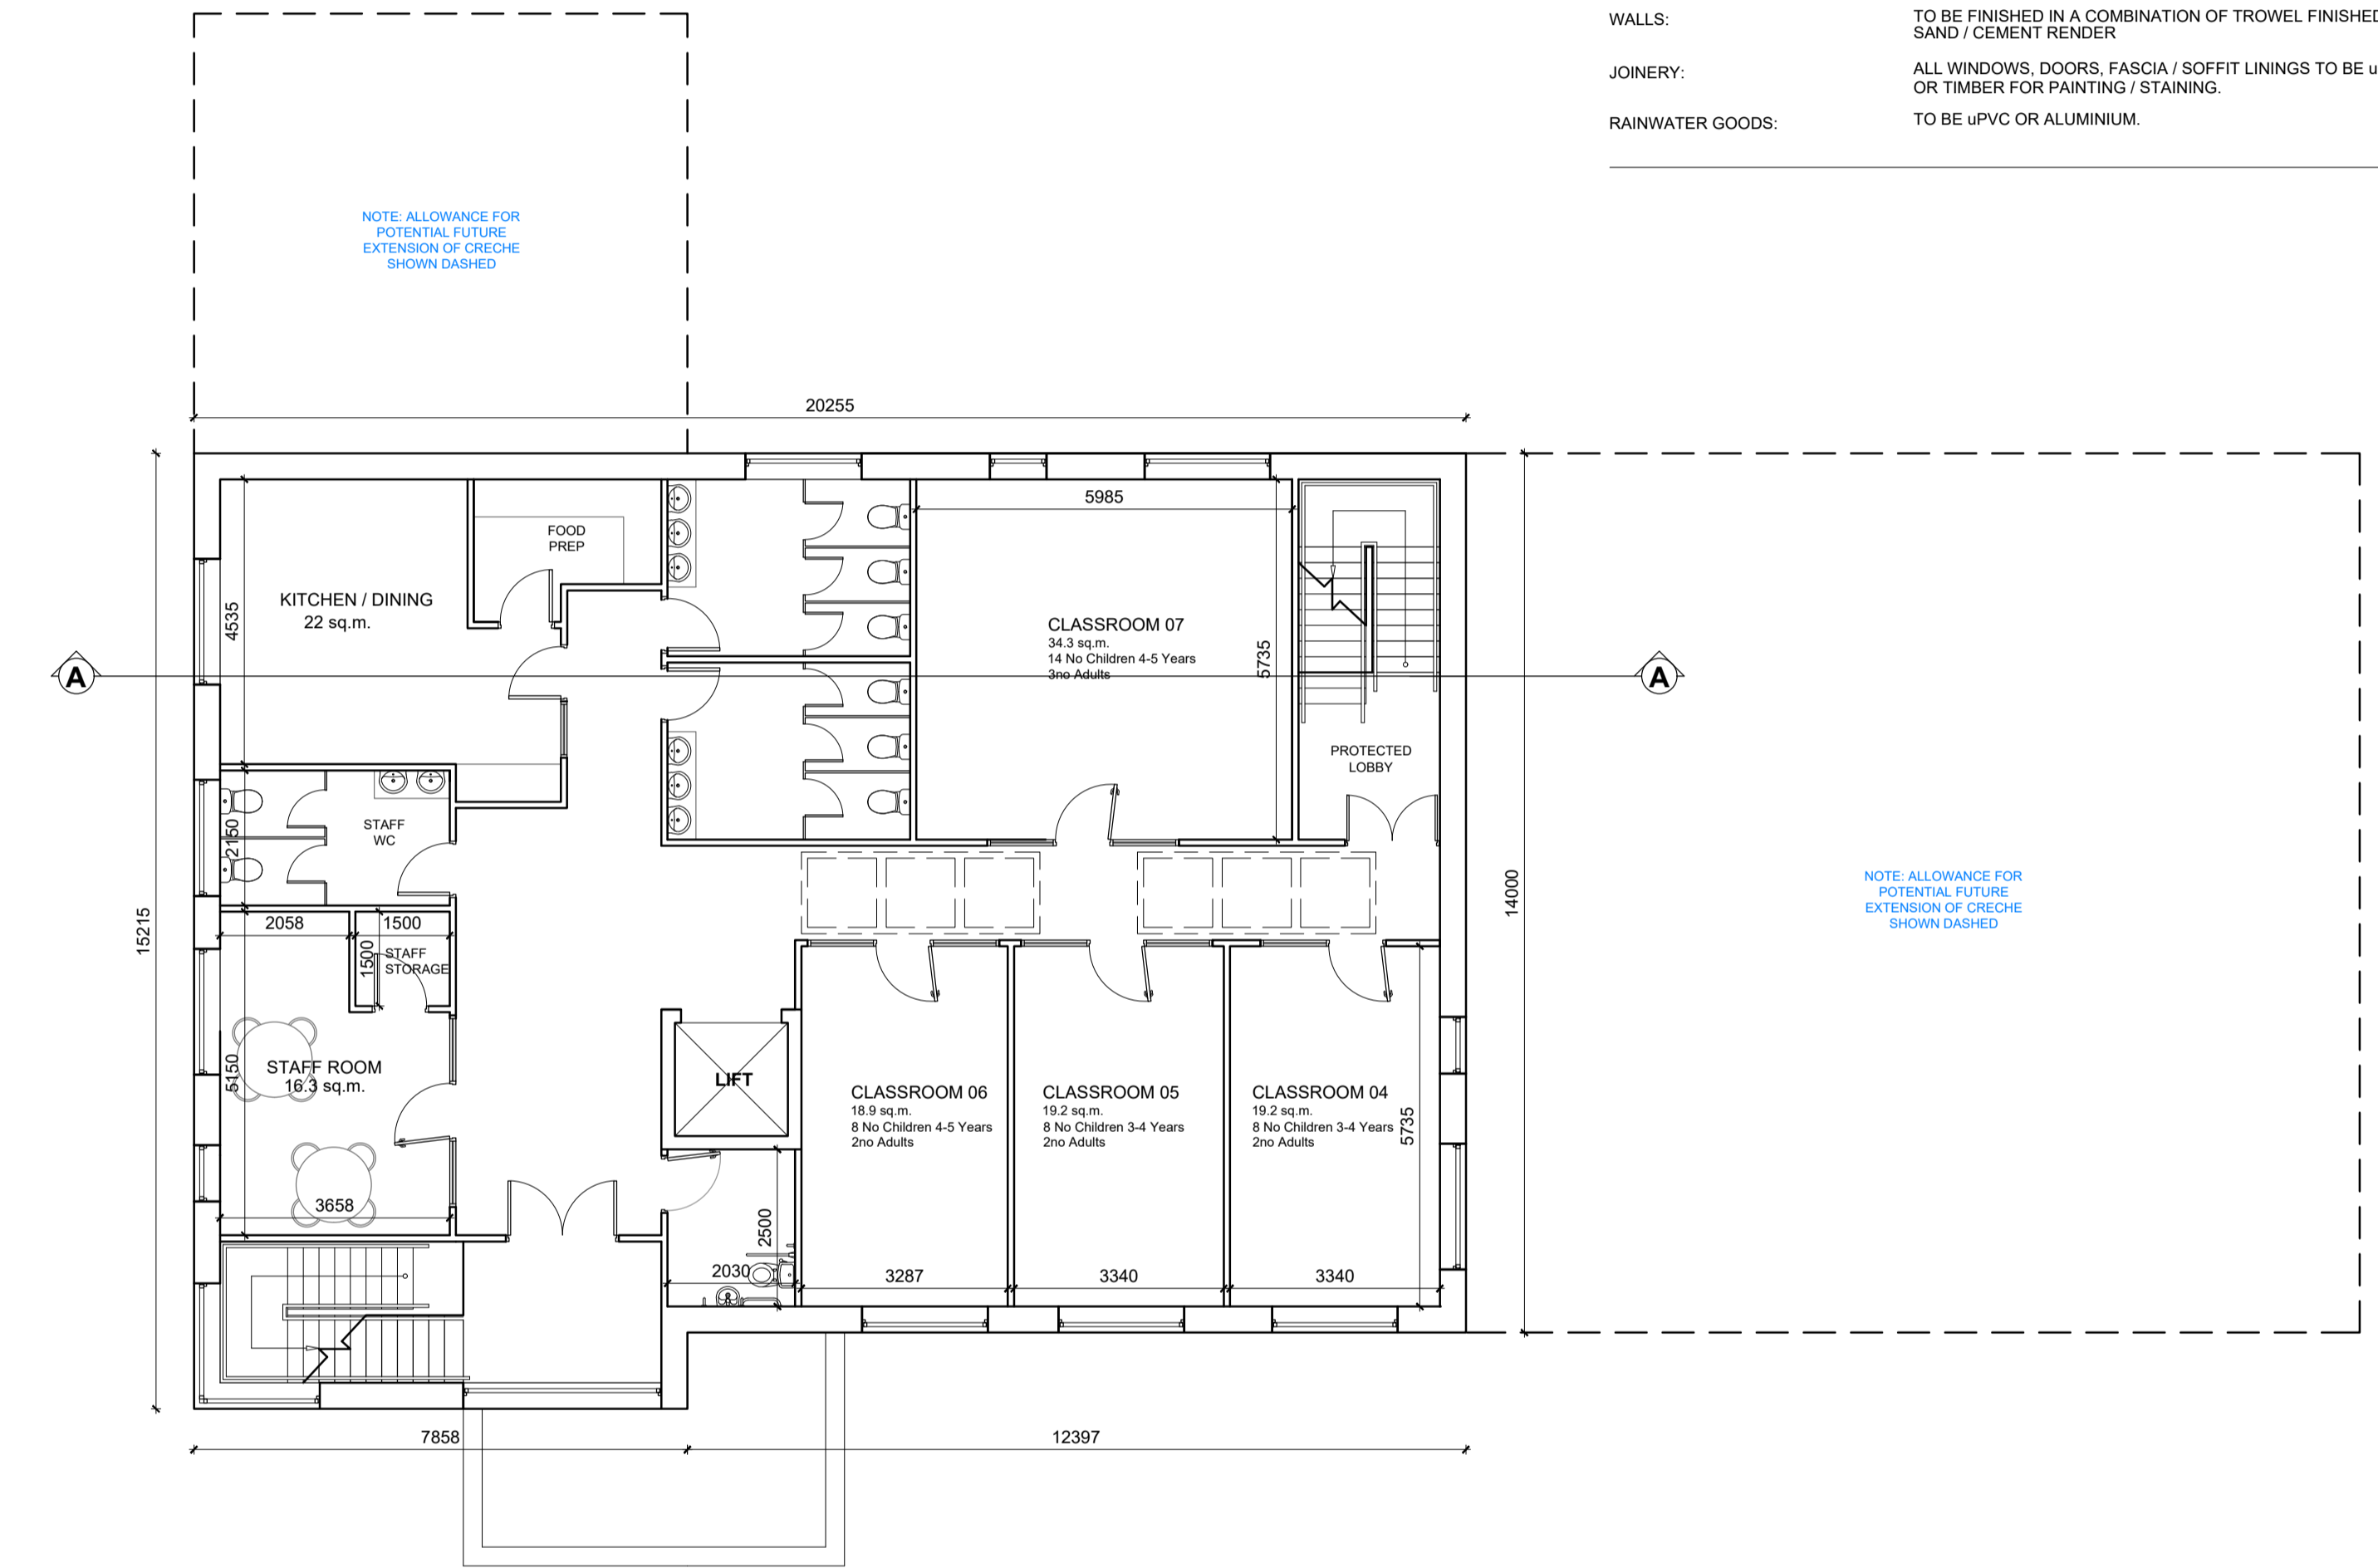 WALLS:
TO BE FINISHED IN A COMBINATION OF TROWEL FINISHED
SAND / CEMENT RENDER
JOINERY:
ALL WINDOWS, DOORS, FASCIA / SOFFIT LININGS TO BE
OR TIMBER FOR PAINTING / STAINING.
RAINWATER GOODS:
TO BE uPVC OR ALUMINIUM.
NOTE: ALLOWANCE FOR
POTENTIAL FUTURE
EXTENSION OF CRECHE
SHOWN DASHED
20255
5985
FOOD
PREP
KITCHEN / DINING
22 sq.m.
4535
CLASSROOM 07
34.3 sq.m.
14 No Children 4-5 Years
3no Adults
5735
A
A
PROTECTED
LOBBY
STAFF
WC
2150
14000
NOTE: ALLOWANCE FOR
POTENTIAL FUTURE
EXTENSION OF CRECHE
SHOWN DASHED
15215
2058
1500
1500
STAFF
STORAGE
STAFF ROOM
16.3 sq.m.
5150
LIFT
CLASSROOM 06
18.9 sq.m.
8 No Children 4-5 Years
2no Adults
CLASSROOM 05
19.2 sq.m.
8 No Children 3-4 Years
2no Adults
CLASSROOM 04
19.2 sq.m.
8 No Children 3-4 Years
2no Adults
5735
3658
2500
2030
3287
3340
3340
7858
12397